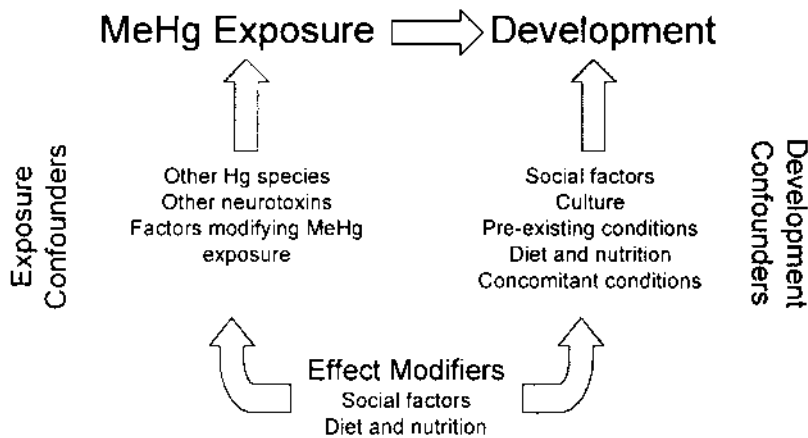 MeHg Exposure
Development
Exposure
Confounders
Other Hg species
Other neurotoxins
Factors modifying MeHg
exposure
Social factors
Culture
Pre-existing conditions
Diet and nutrition
Concomitant conditions
Development
Confounders
Effect Modifiers
Social factors
Diet and nutrition